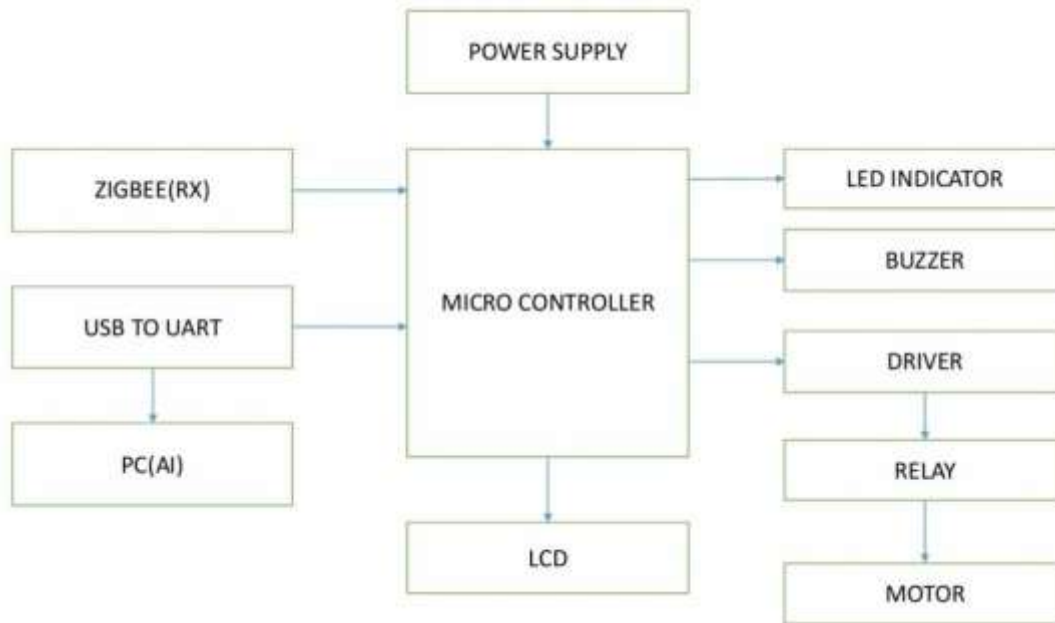 POWER SUPPLY
ZIGBEE(RX)
LED INDICATOR
BUZZER
USB TO UART
MICRO CONTROLLER
DRIVER
PC(AI)
RELAY
LCD
MOTOR